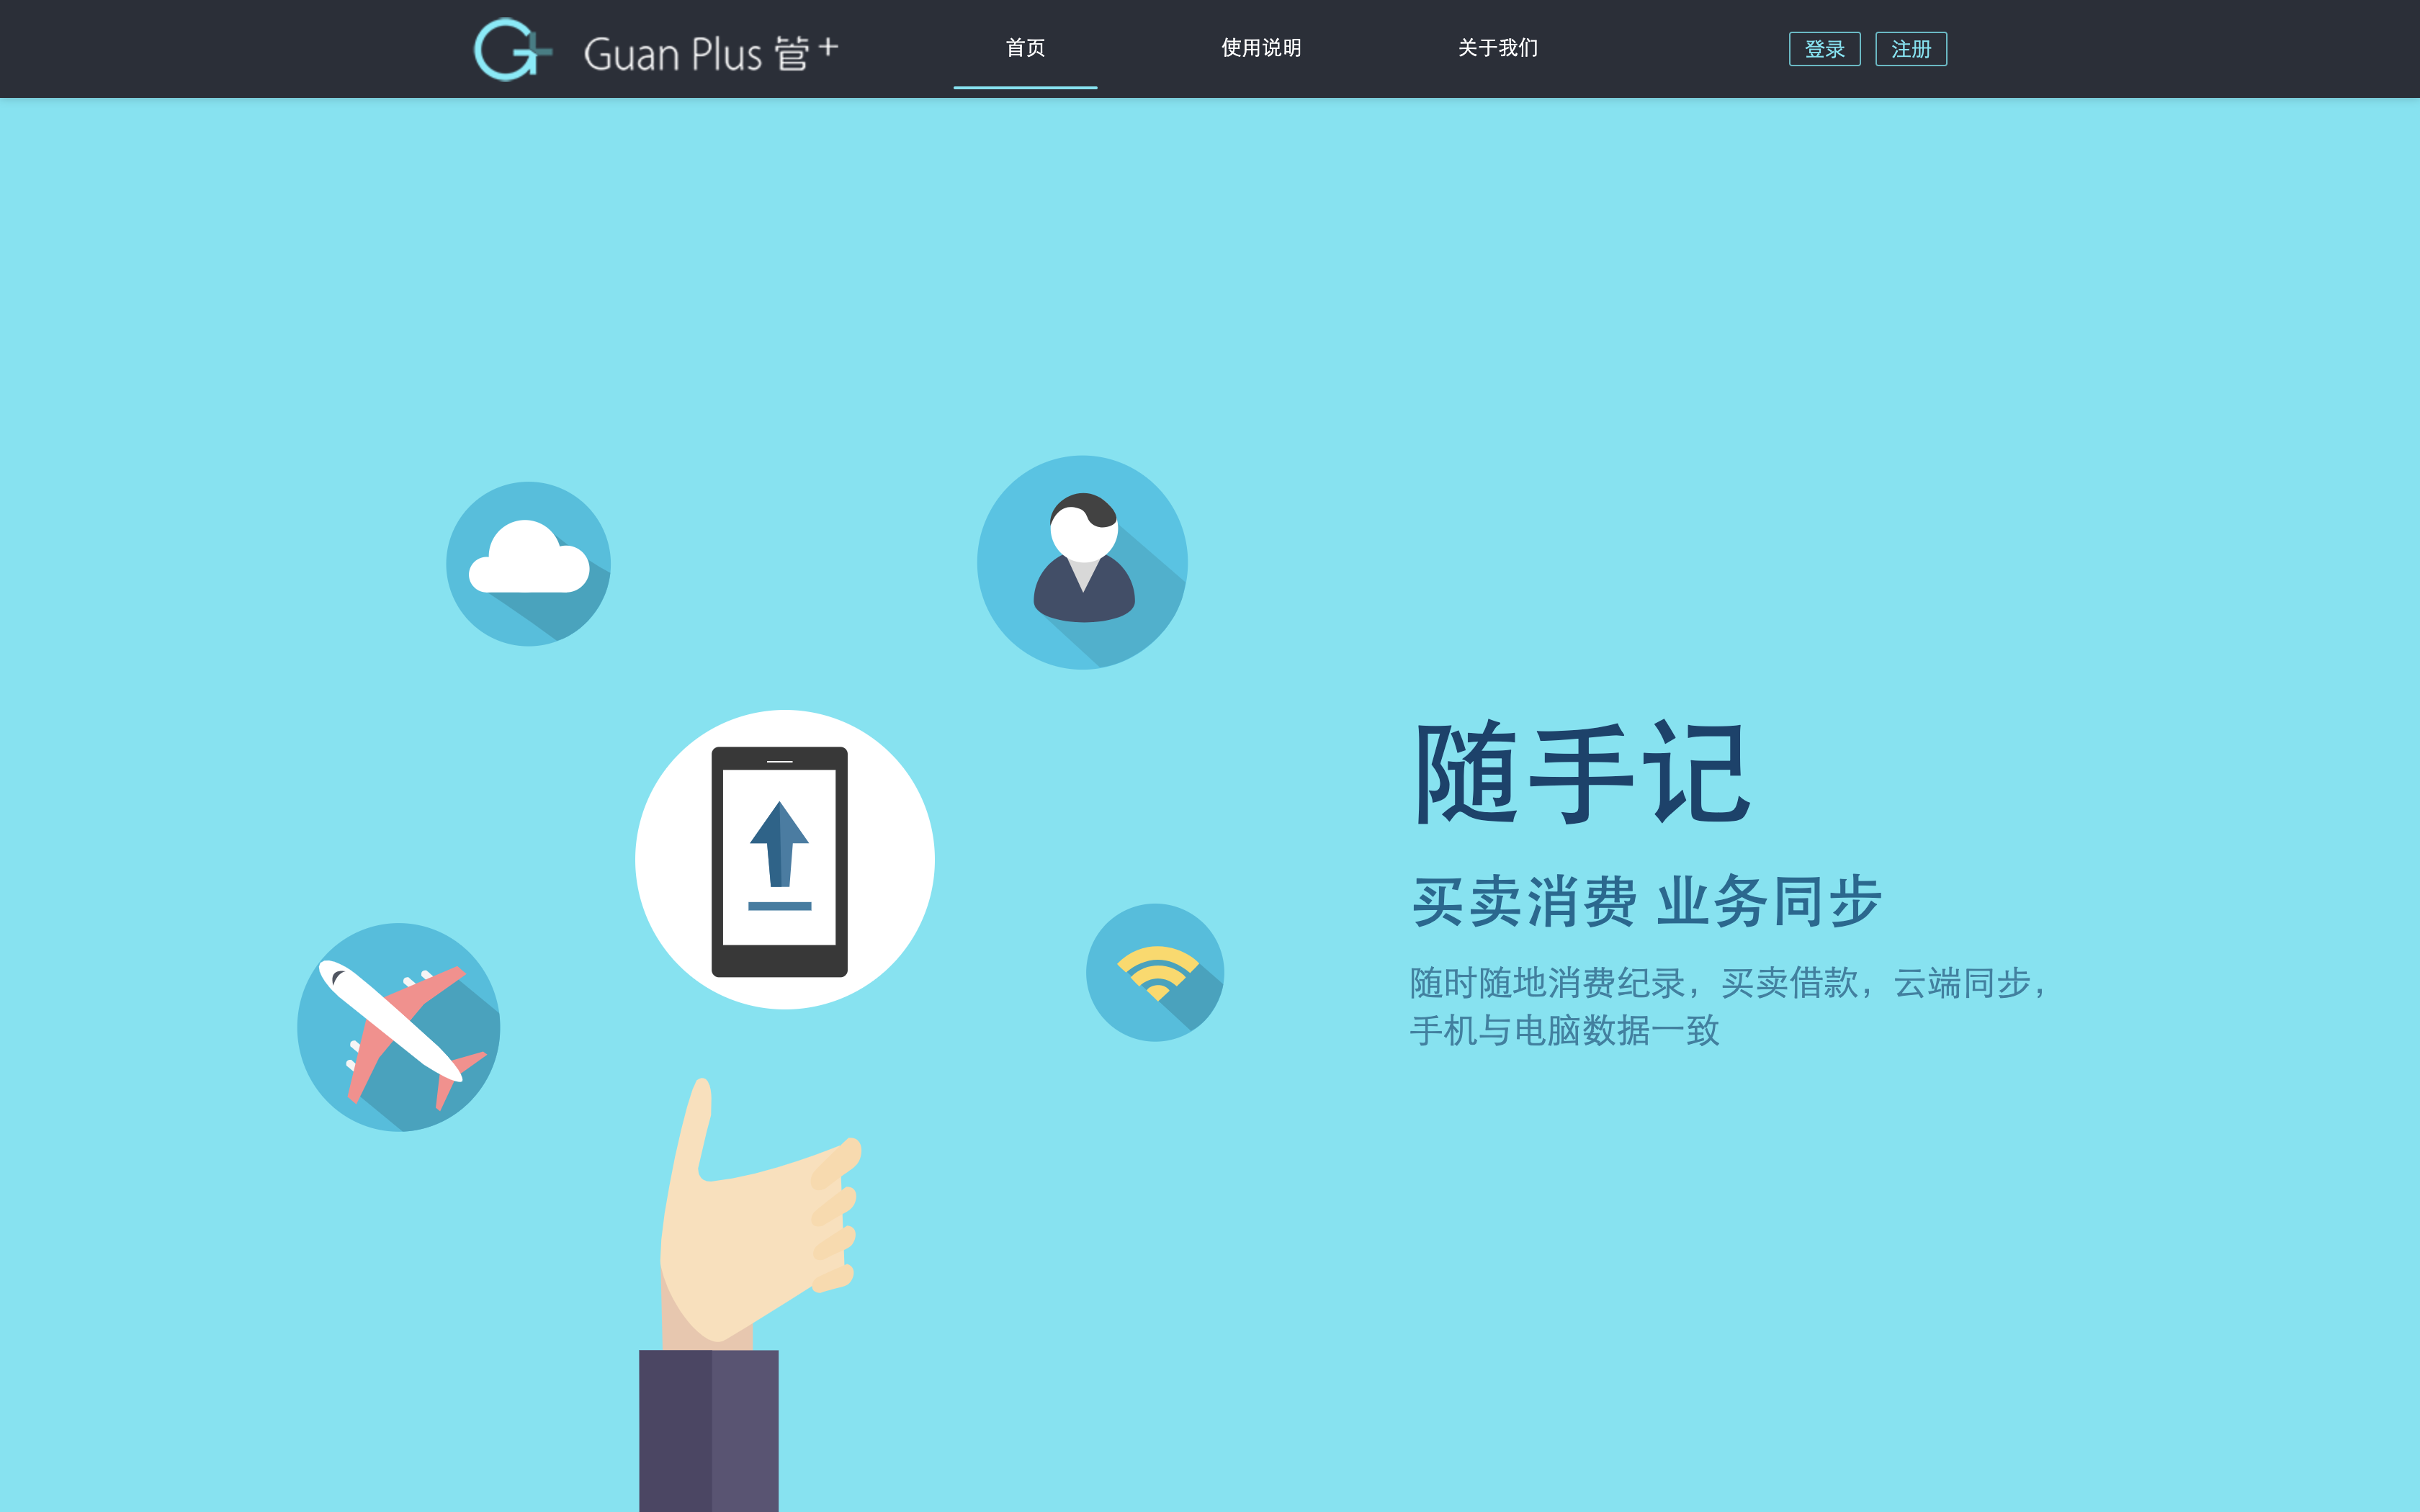 Guan Plus 管+
首页
使用说明
关于我们
登录
注册
随手记
买卖消费 业务同步
随时随地消费纪录，买卖借款，云端同步，
手机与电脑数据一致